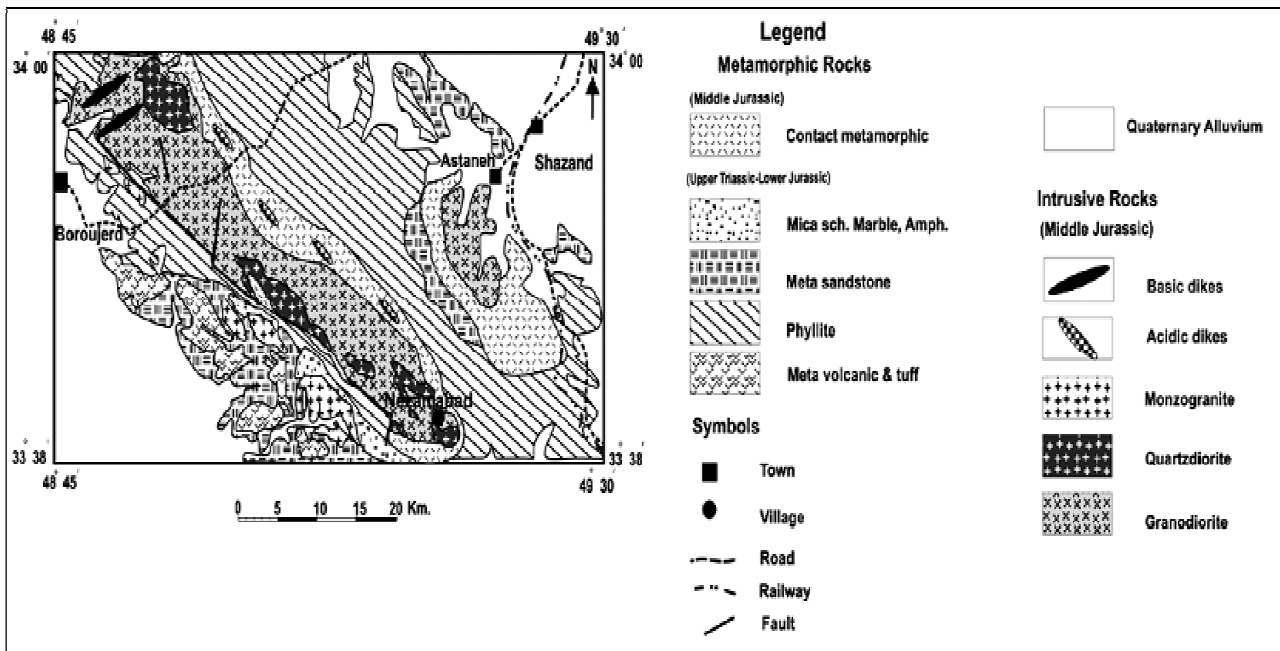 48 45
49° 30
34 00
34 00
N
Astaneh
Shazand
Boroujerd
Nezamabad
33 38
33 38
48 45
49 30
0 5 10 15 20 Km.
Legend
Metamorphic Rocks
(Middle Jurassic)
Contact metamorphic
(Upper Triassic-Lower Jurassic)
Mica sch. Marble, Amph.
Meta sandstone
Phyllite
Meta volcanic & tuff
Symbols
Town
Village
Road
Railway
Fault
Quaternary Alluvium
Intrusive Rocks
(Middle Jurassic)
Basic dikes
Acidic dikes
Monzogranite
Quartzdiorite
Granodiorite